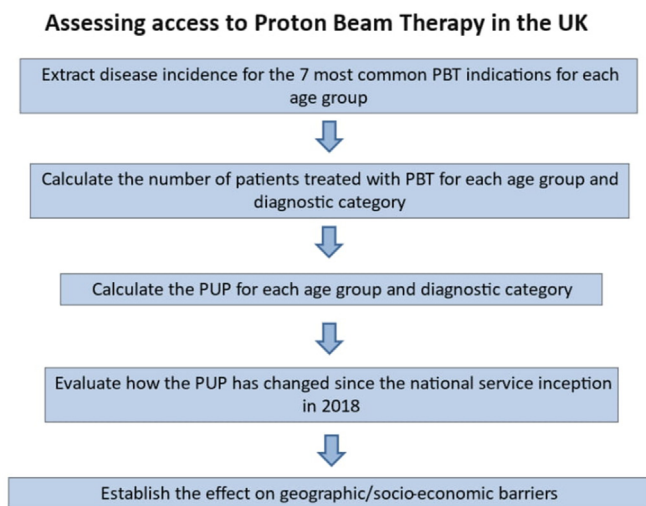 Assessing access to Proton Beam Therapy in the UK
Extract disease incidence for the 7 most common PBT indications for each
age group
Calculate the number of patients treated with PBT for each age group and
diagnostic category
Calculate the PUP for each age group and diagnostic category
Evaluate how the PUP has changed since the national service inception
in 2018
Establish the effect on geographic/socio-economic barriers